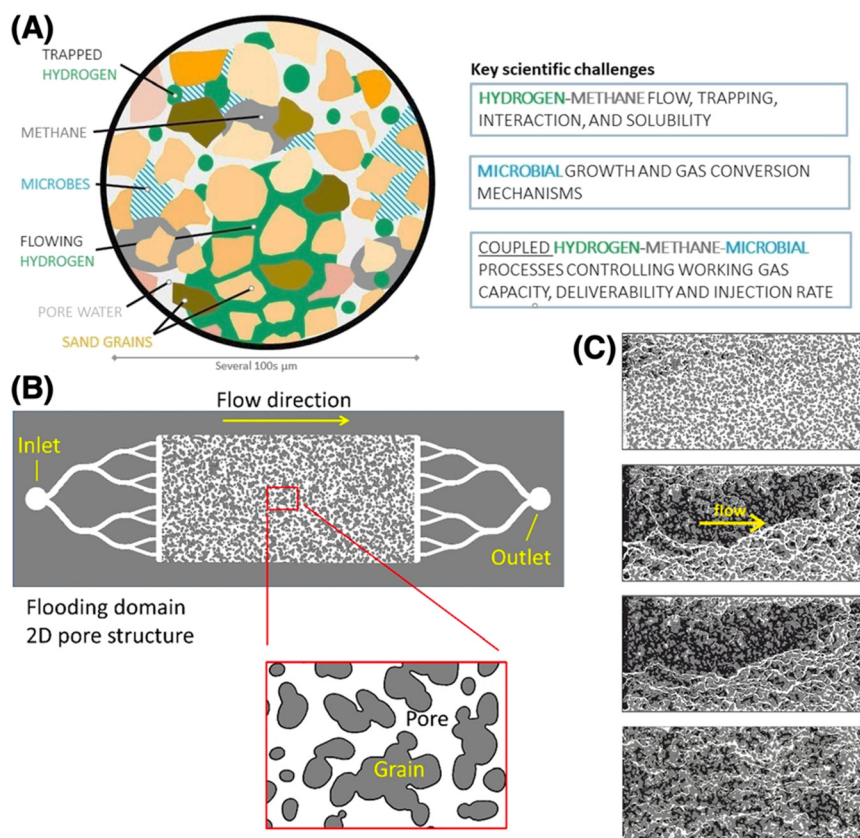 (A)
TRAPPED
HYDROGEN
METHANE
MICROBES
FLOWING
HYDROGEN
PORE WATER
SAND GRAINS
Several 100s µm
Key scientific challenges
HYDROGEN-METHANE FLOW, TRAPPING,
INTERACTION, AND SOLUBILITY
MICROBIAL GROWTH AND GAS CONVERSION
MECHANISMS
COUPLED HYDROGEN-METHANE-MICROBIAL
PROCESSES CONTROLLING WORKING GAS
CAPACITY, DELIVERABILITY AND INJECTION RATE
(B)
Flow direction
Inlet
Outlet
Flooding domain
2D pore structure
Pore
Grain
(C)
flow